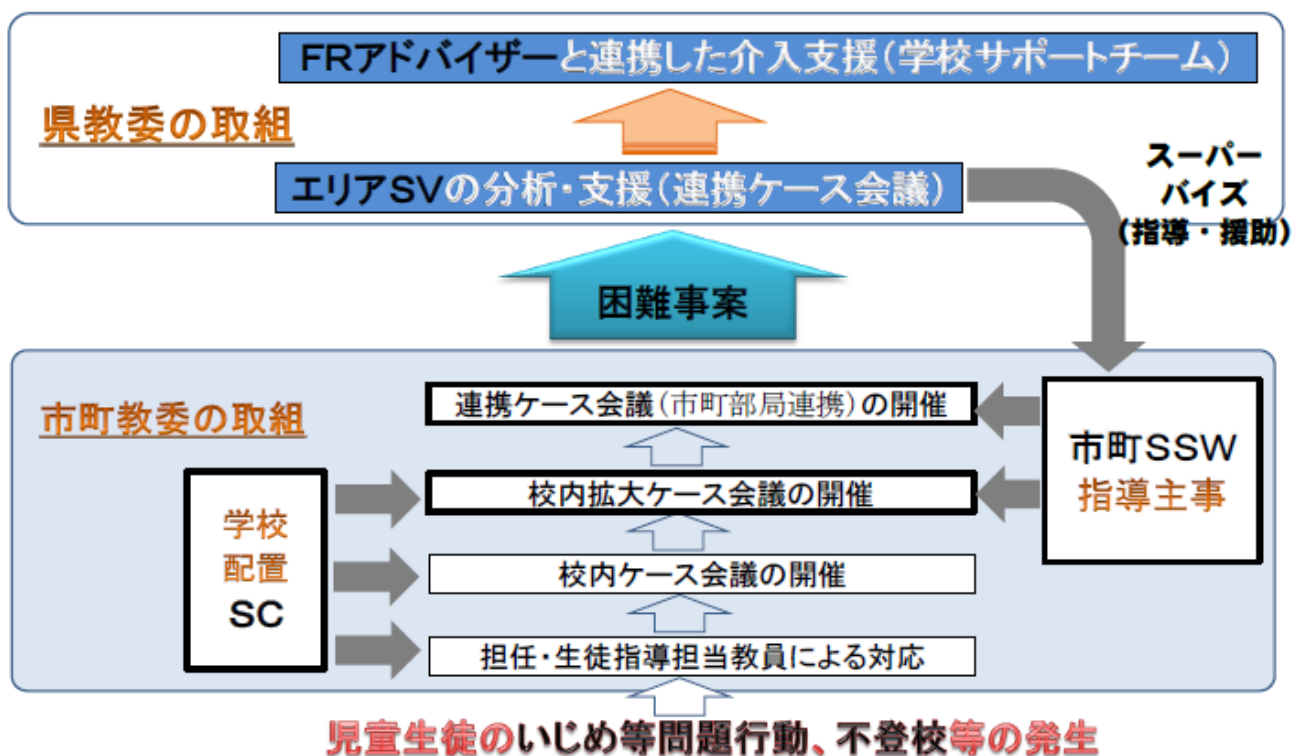 FRアドバイザーと連携した介入支援(学校サポートチーム)
県教委の取組
エリアSVの分析・支援(連携ケース会議)
スーパー
バイズ
(指導・援助)
困難事案
市町教委の取組
連携ケース会議(市町部局連携)の開催
校内拡大ケース会議の開催
校内ケース会議の開催
担任・生徒指導担当教員による対応
学校
配置
SC
市町SSW
指導主事
児童生徒のいじめ等問題行動、不登校等の発生